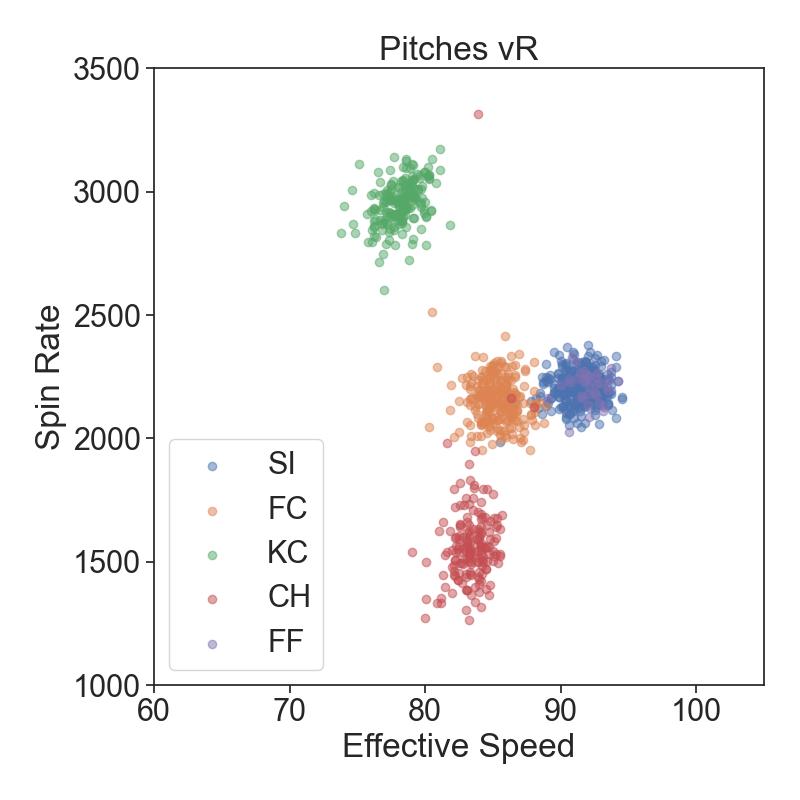 Pitches vR
3500
3000
2500
2000
1500
1000
Spin Rate
SI
FC
KC
CH
FF
60 70 80 90 100
Effective Speed